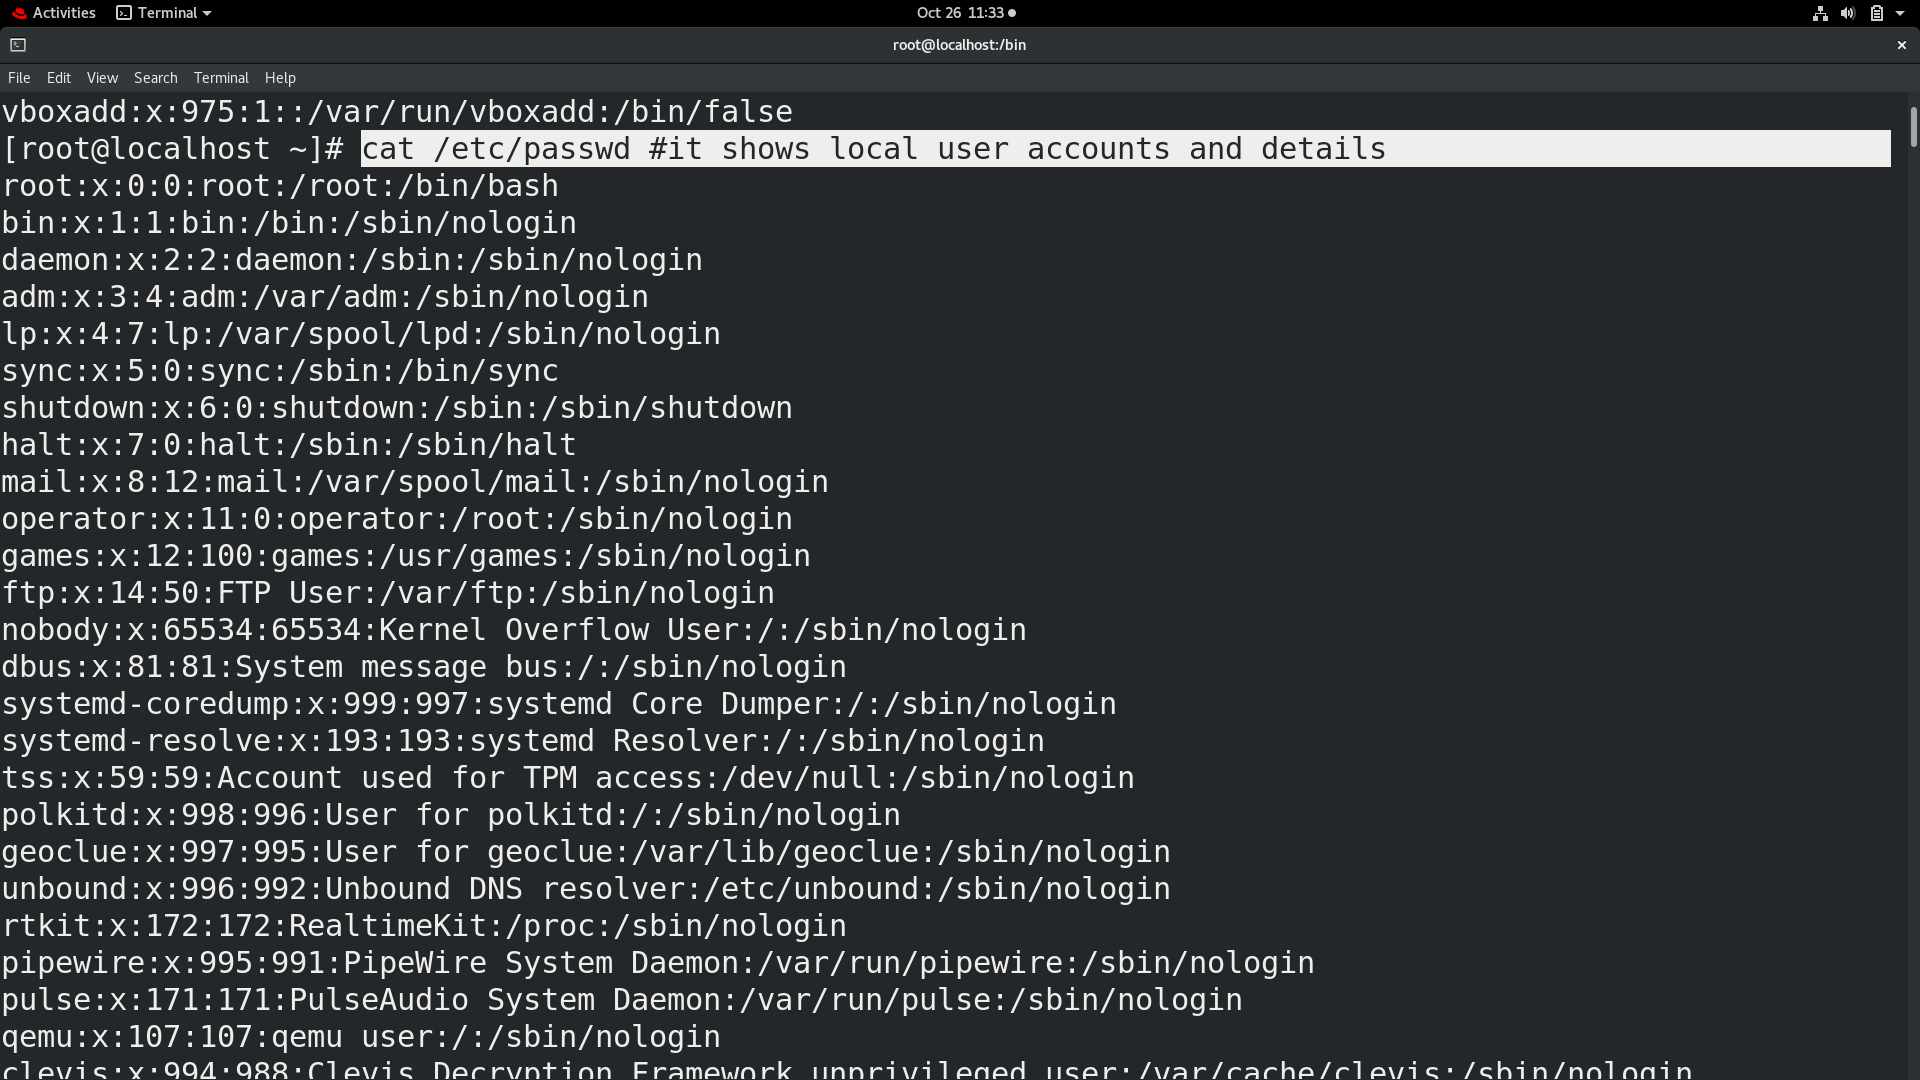 Activities Terminal Oct 26 11:33
root@localhost:/bin
File Edit View Search Terminal Help
vboxadd:x:975:1::/var/run/vboxadd:/bin/false
[root@localhost ~]# cat /etc/passwd #it shows local user accounts and details
root:x:0:0:root:/root:/bin/bash
bin:x:1:1:bin:/bin:/sbin/nologin
daemon:x:2:2:daemon:/sbin:/sbin/nologin
adm:x:3:4:adm:/var/adm:/sbin/nologin
lp:x:4:7:lp:/var/spool/lpd:/sbin/nologin
sync:x:5:0:sync:/sbin:/bin/sync
shutdown:x:6:0:shutdown:/sbin:/sbin/shutdown
halt:x:7:0:halt:/sbin:/sbin/halt
mail:x:8:12:mail:/var/spool/mail:/sbin/nologin
operator:x:11:0:operator:/root:/sbin/nologin
games:x:12:100:games:/usr/games:/sbin/nologin
ftp:x:14:50:FTP User:/var/ftp:/sbin/nologin
nobody:x:65534:65534:Kernel Overflow User:/:/sbin/nologin
dbus:x:81:81:System message bus:/:/sbin/nologin
systemd-coredump:x:999:997:systemd Core Dumper:/:/sbin/nologin
systemd-resolve:x:193:193:systemd Resolver:/:/sbin/nologin
tss:x:59:59:Account used for TPM access:/dev/null:/sbin/nologin
polkitd:x:998:996:User for polkitd:/:/sbin/nologin
geoclue:x:997:995:User for geoclue:/var/lib/geoclue:/sbin/nologin
unbound:x:996:992:Unbound DNS resolver:/etc/unbound:/sbin/nologin
rtkit:x:172:172:RealtimeKit:/proc:/sbin/nologin
pipewire:x:995:991:PipeWire System Daemon:/var/run/pipewire:/sbin/nologin
pulse:x:171:171:PulseAudio System Daemon:/var/run/pulse:/sbin/nologin
qemu:x:107:107:qemu user:/:/sbin/nologin
clevis:x:994:988:Clevis Decryption Framework unprivileged user:/var/cache/clevis:/sbin/nologin